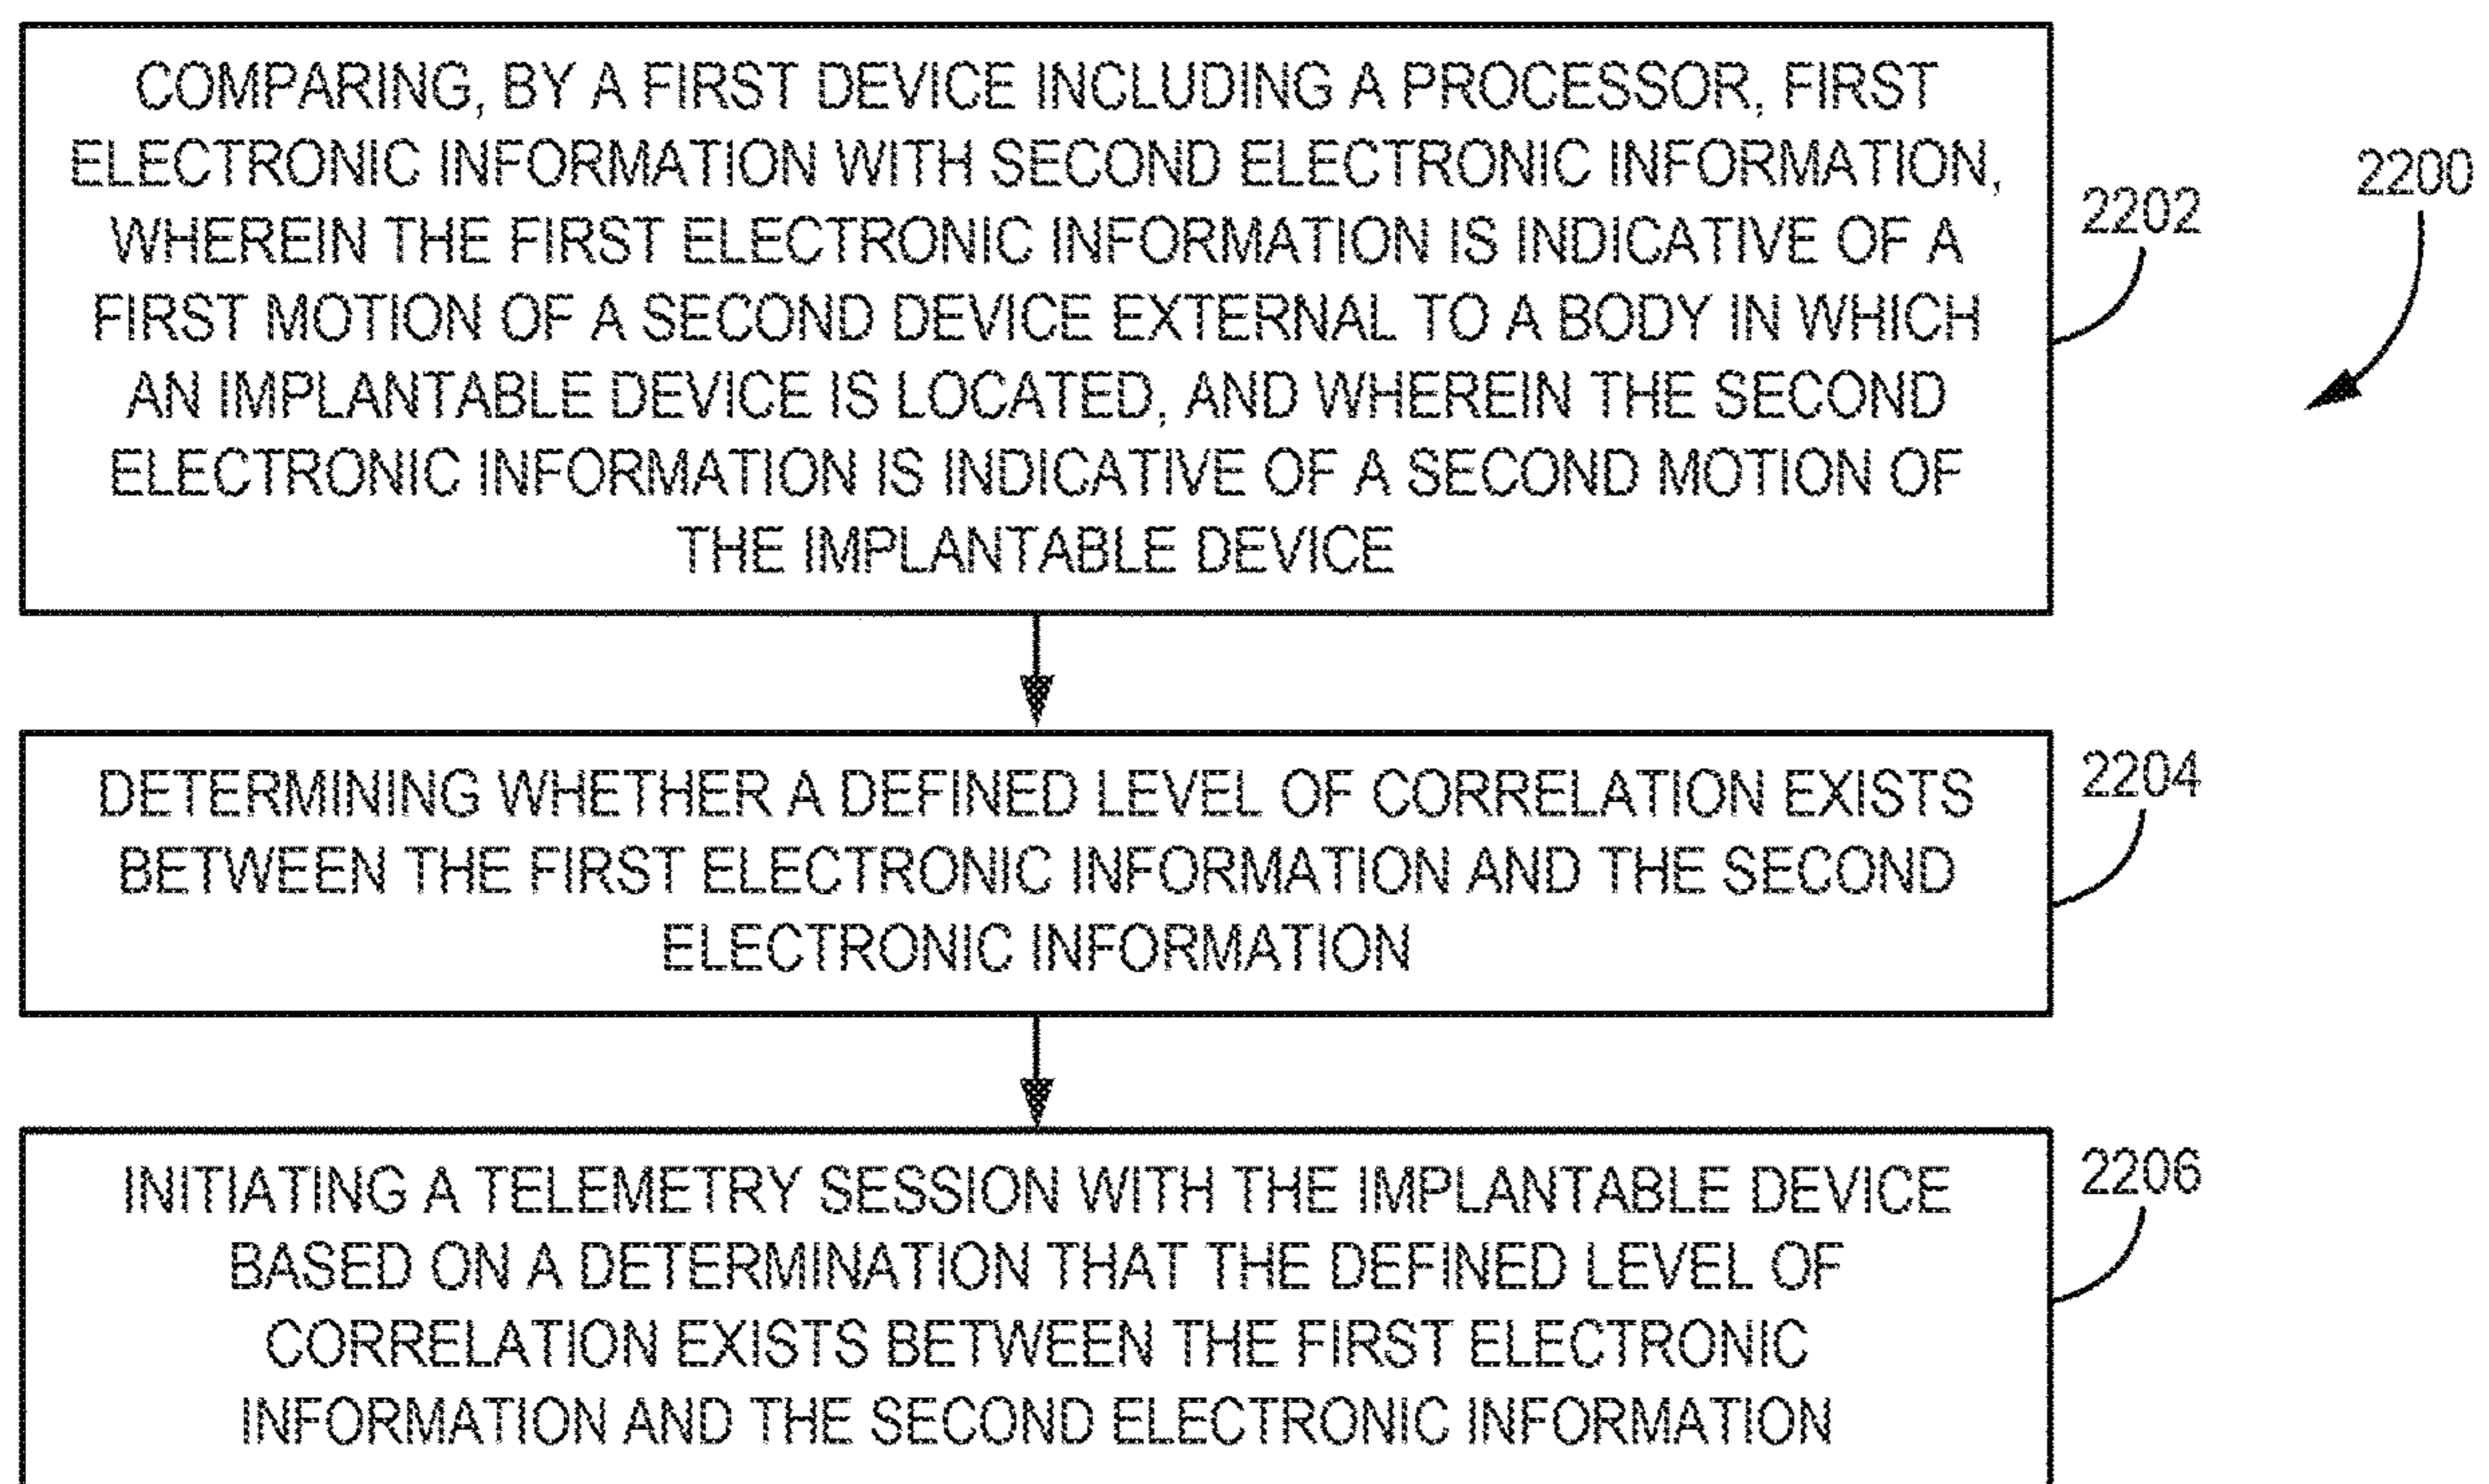 COMPARING, BY A FIRST DEVICE INCLUDING A PROCESSOR, FIRST
ELECTRONIC INFORMATION WITH SECOND ELECTRONIC INFORMATION,
WHEREIN THE FIRST ELECTRONIC INFORMATION IS INDICATIVE OF A
FIRST MOTION OF A SECOND DEVICE EXTERNAL TO A BODY IN WHICH
AN IMPLANTABLE DEVICE IS LOCATED, AND WHEREIN THE SECOND
ELECTRONIC INFORMATION IS INDICATIVE OF A SECOND MOTION OF
THE IMPLANTABLE DEVICE
2202
2200
DETERMINING WHETHER A DEFINED LEVEL OF CORRELATION EXISTS
BETWEEN THE FIRST ELECTRONIC INFORMATION AND THE SECOND
ELECTRONIC INFORMATION
2204
INITIATING A TELEMETRY SESSION WITH THE IMPLANTABLE DEVICE
BASED ON A DETERMINATION THAT THE DEFINED LEVEL OF
CORRELATION EXISTS BETWEEN THE FIRST ELECTRONIC
INFORMATION AND THE SECOND ELECTRONIC INFORMATION
2206